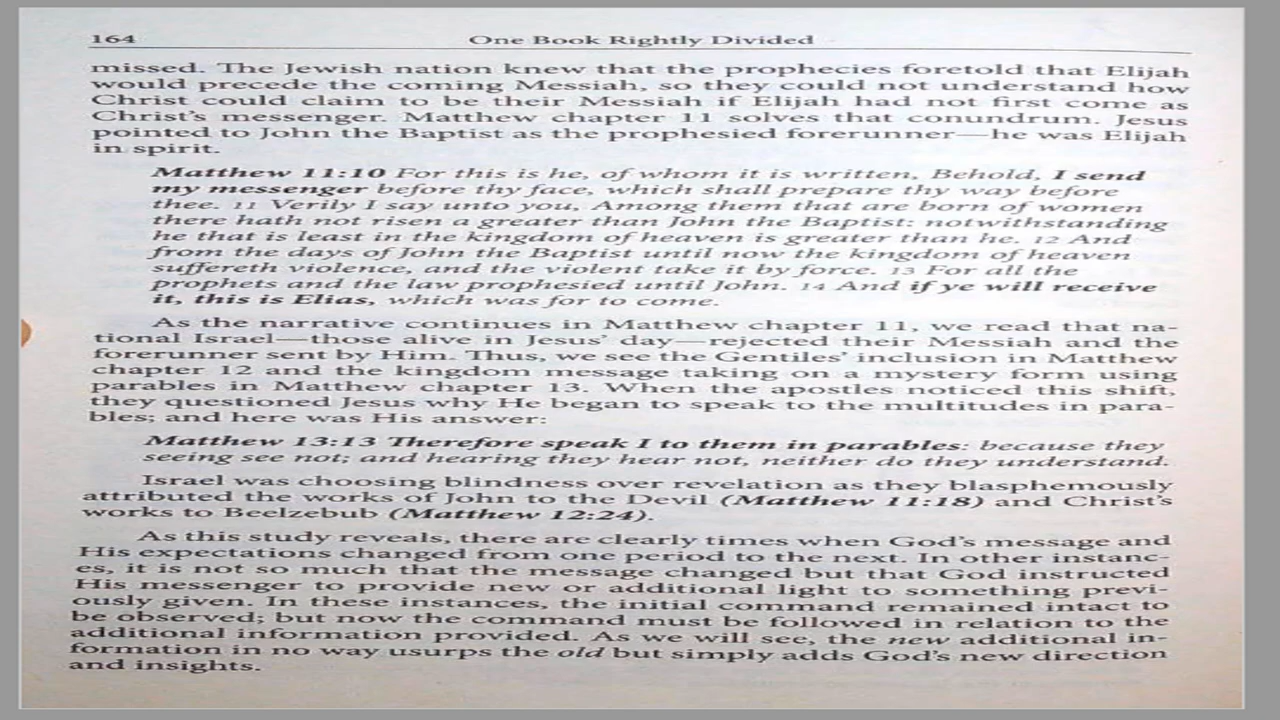 164 One Book Rightly Divided
missed. The Jewish nation knew that the prophecies foretold that Elijah
would precede the coming Messiah, so they could not understand how
Christ could claim to be their Messiah if Elijah had not first come as
Christ's messenger. Matthew chapter 11 solves that conundrum. Jesus
pointed to John the Baptist as the prophesied forerunner—he was Elijah
in spirit.
Matthew 11:10 For this is he, of whom it is written, Behold, I send
my messenger before thy face, which shall prepare thy way before
thee. 11 Verily I say unto you, Among them that are born of women
there hath not risen a greater than John the Baptist: notwithstanding
he that is least in the kingdom of heaven is greater than he. 12 And
from the days of John the Baptist until now the kingdom of heaven
suffereth violence, and the violent take it by force. 13 For all the
prophets and the law prophesied until John. 14 And if ye will receive
it, this is Elias, which was for to come.
As the narrative continues in Matthew chapter 11, we read that na-
tional Israel—those alive in Jesus' day—rejected their Messiah and the
forerunner sent by Him. Thus, we see the Gentiles' inclusion in Matthew
chapter 12 and the kingdom message taking on a mystery form using
parables in Matthew chapter 13. When the apostles noticed this shift,
they questioned Jesus why He began to speak to the multitudes in para-
bles; and here was His answer:
Matthew 13:13 Therefore speak I to them in parables: because they
seeing see not; and hearing they hear not, neither do they understand.
Israel was choosing blindness over revelation as they blasphemously
attributed the works of John to the Devil (Matthew 11:18) and Christ's
works to Beelzebub (Matthew 12:24).
As this study reveals, there are clearly times when God's message and
His expectations changed from one period to the next. In other instanc-
es, it is not so much that the message changed but that God instructed
His messenger to provide new or additional light to something previ-
ously given. In these instances, the initial command remained intact to
be observed; but now the command must be followed in relation to the
additional information provided. As we will see, the new additional in-
formation in no way usurps the old but simply adds God's new direction
and insights.